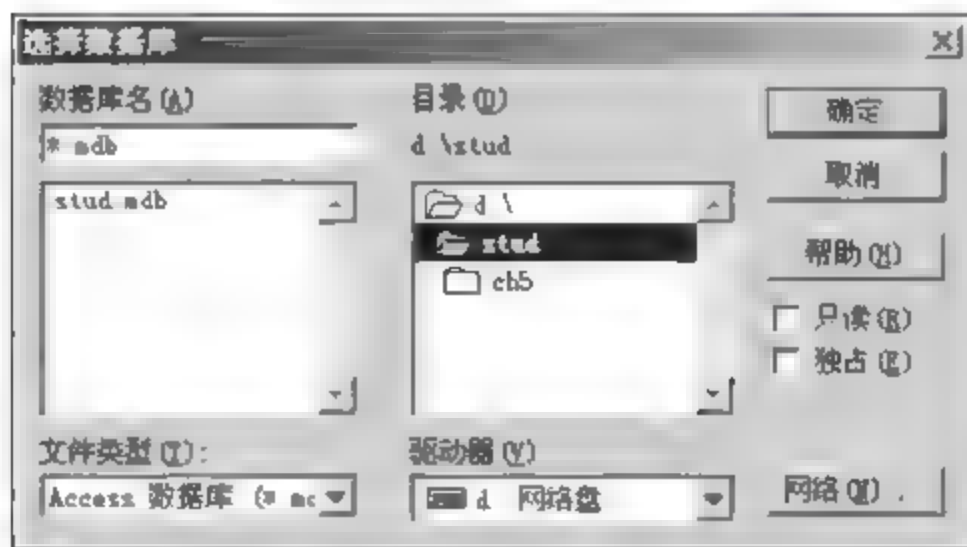 选择数据库
数据库名(A)
* mdb
stud mdb
目录(D)
d \stud
d \
stud
ch5
确定
取消
帮助(H)
只读(R)
独占(E)
文件类型(T):
Access 数据库 (* mc
驱动器(V)
d 网络盘
网络(N) .